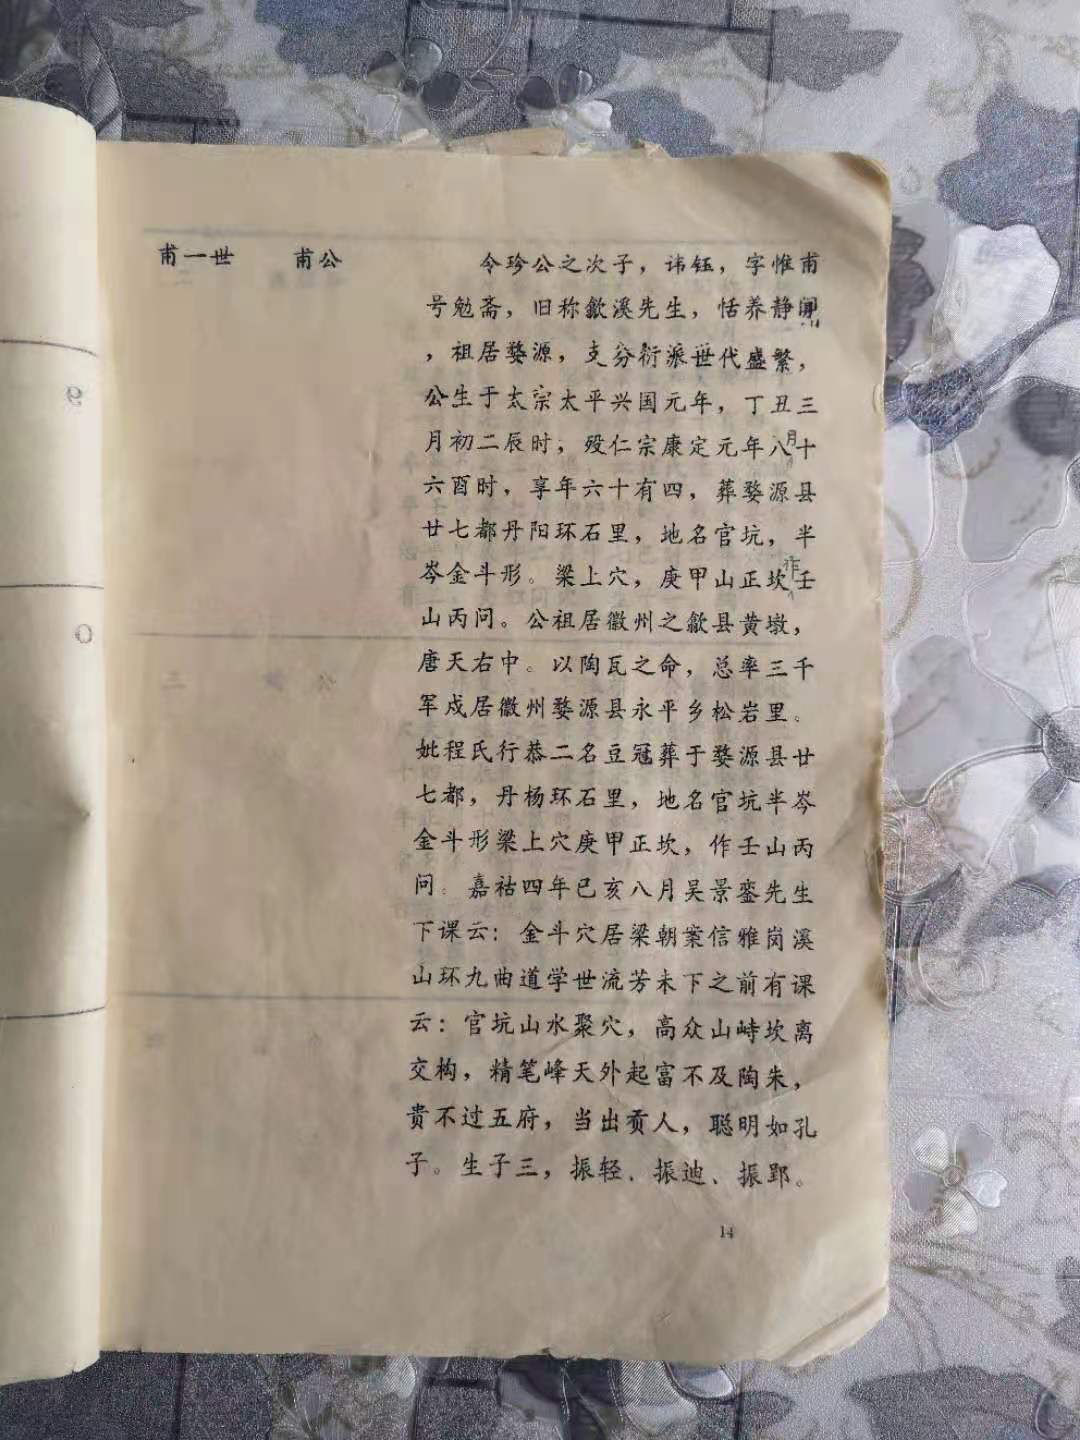 甫一世 甫公
令珍公之次子，讳钰，字惟甫
号勉斋，旧称歙溪先生，恬养静
，祖居婺源，支分衍派世代盛繁，
公生于太宗太平兴国元年，丁丑三
月初二辰时，殁仁宗康定元年八月十
六酉时，享年六十有四，葬婺源县
廿七都丹阳环石里，地名官坑，半
岑金斗形。梁上穴，庚甲山正坎作壬
山丙问。公祖居徽州之歙县黄墩，
唐天右中。以陶瓦之命，总率三千
军戍居徽州婺源县永平乡松岩里。
妣程氏行恭二名豆冠葬于婺源县廿
七都，丹杨环石里，地名官坑半岑
金斗形梁上穴庚甲正坎，作壬山丙
问。嘉祜四年已亥八月吴景銮先生
下课云：金斗穴居梁朝案信雅岗溪
山环九曲道学世流芳未下之前有课
云：官坑山水聚穴，高众山峙坎离
交构，精笔峰天外起富不及陶朱，
贵不过五府，当出贡人，聪明如孔
子。生子三，振轻、振迪、振郢。
14